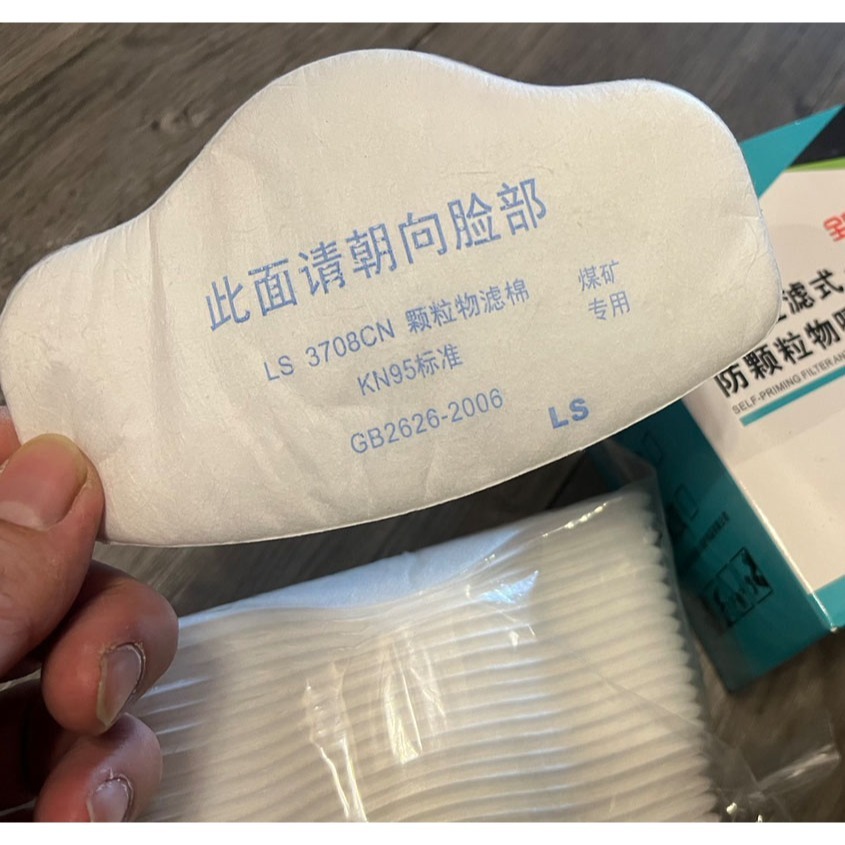 此面请朝向脸部
LS 3708CN 颗粒物滤棉
煤矿
专用
KN95标准
GB2626-2006
LS
滤式
防颗粒物
SELF-PRIMING FILTER AN